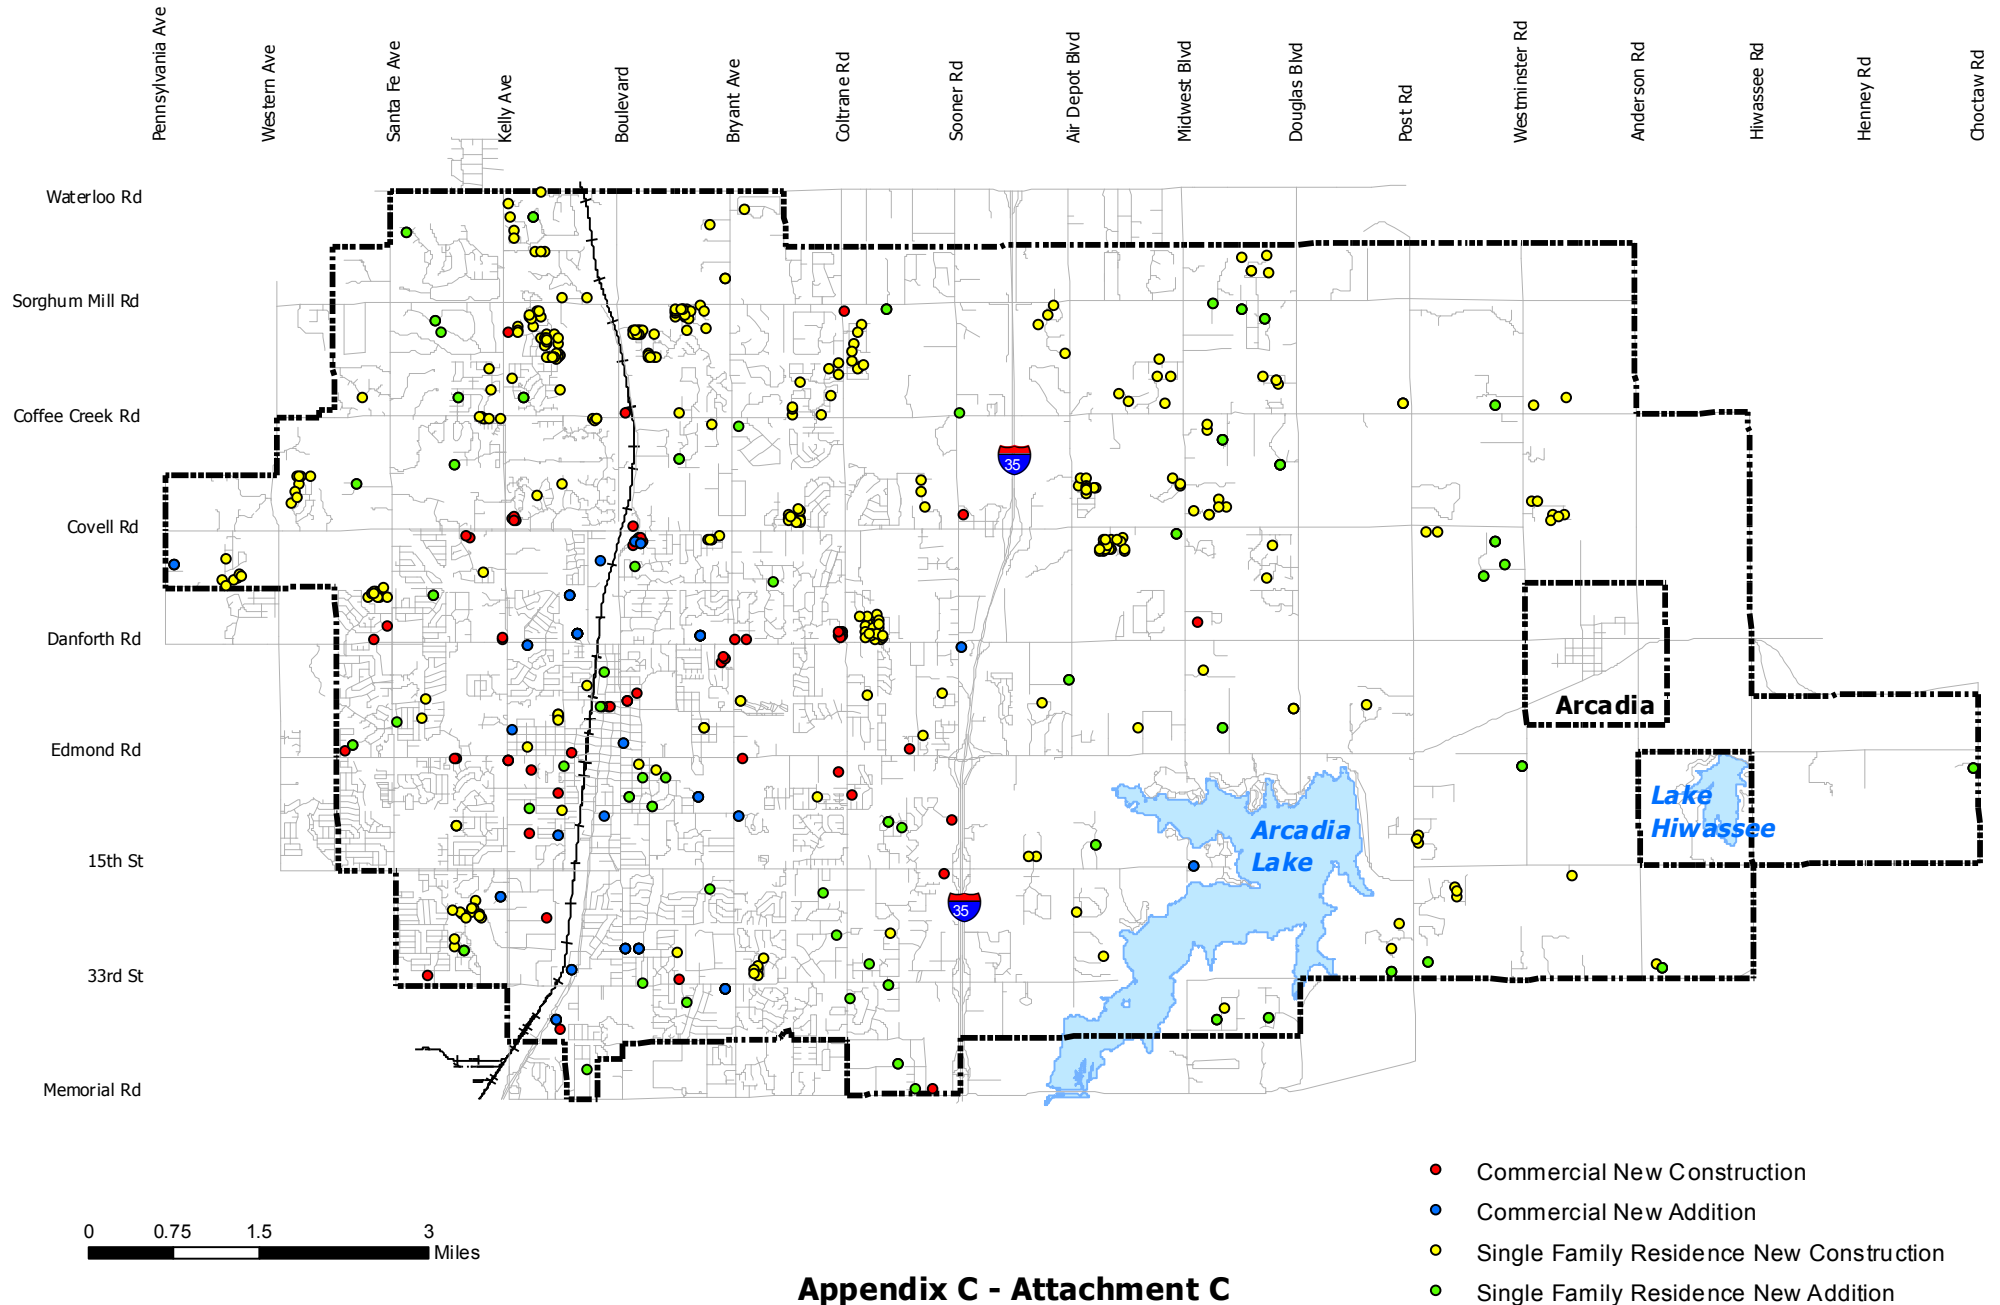 Pennsylvania Ave
Western Ave
Santa Fe Ave
Kelly Ave
Boulevard
Bryant Ave
Coltrane Rd
Sooner Rd
Air Depot Blvd
Midwest Blvd
Douglas Blvd
Post Rd
Westminster Rd
Anderson Rd
Hiwassee Rd
Henney Rd
Choctaw Rd
Waterloo Rd
Sorghum Mill Rd
Coffee Creek Rd
35
Covell Rd
Danforth Rd
Arcadia
Edmond Rd
Lake
Hiwassee
Arcadia
Lake
15th St
35
33rd St
Memorial Rd
Commercial New Construction
Commercial New Addition
Single Family Residence New Construction
Single Family Residence New Addition
0 0.75 1.5 3
Miles
Appendix C - Attachment C